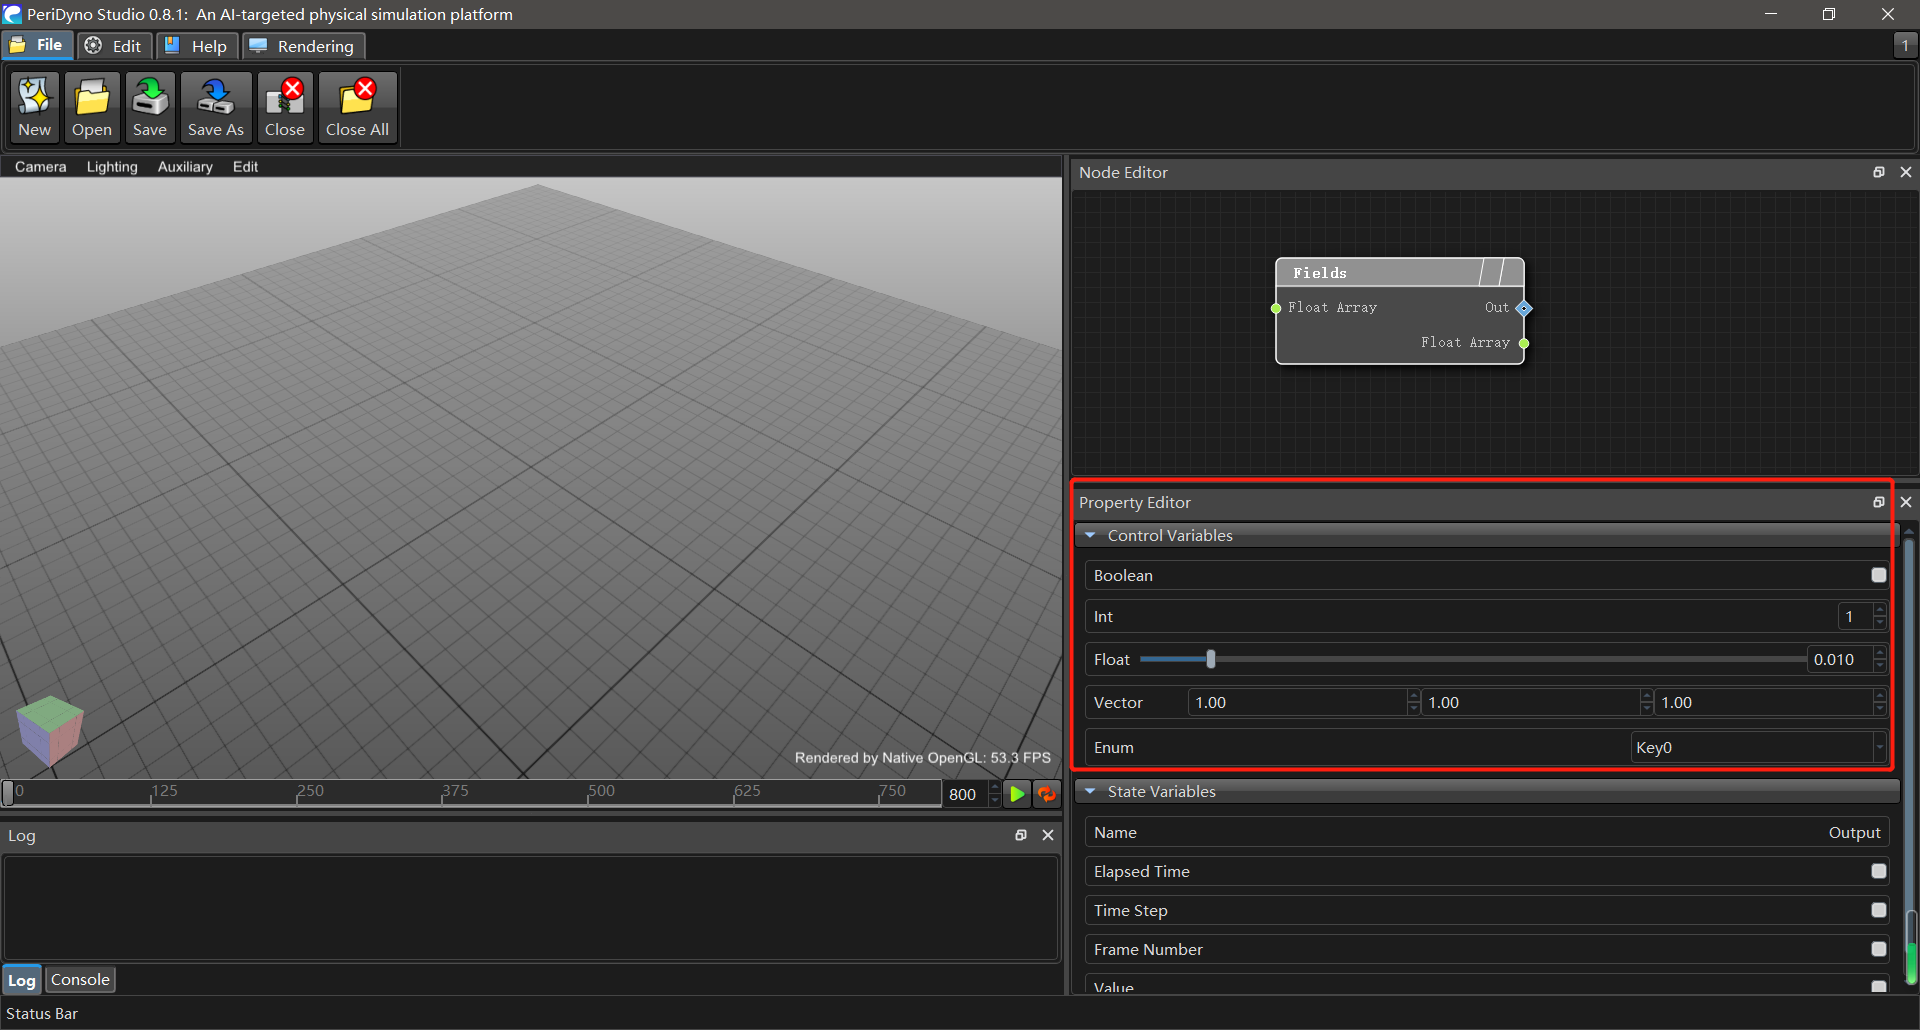 PeriDyno Studio 0.8.1: An AI-targeted physical simulation platform
File Edit Help Rendering 1
New Open Save Save As Close Close All
Camera Lighting Auxiliary Edit
Node Editor
Fields
Float Array Out
Float Array
Property Editor
Control Variables
Boolean
Int 1
Float 0.010
Vector 1.00 1.00 1.00
Enum Key0
Rendered by Native OpenGL: 53.3 FPS
0 125 250 375 500 625 750 800
State Variables
Name Output
Elapsed Time
Time Step
Frame Number
Value
Log
Log Console
Status Bar